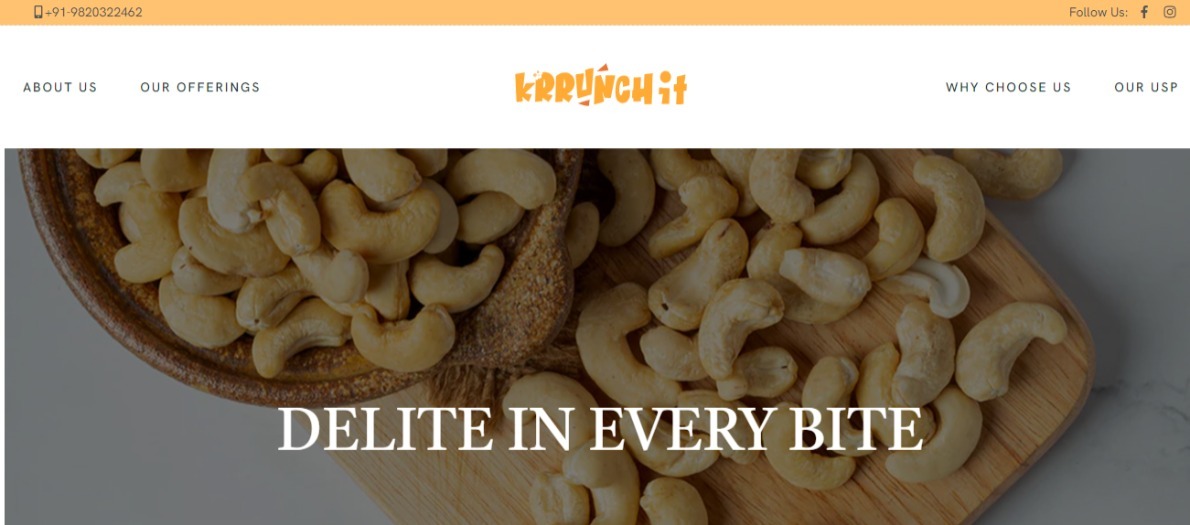 +91-9820322462 Follow Us:
ABOUT US OUR OFFERINGS KRRUNCH it WHY CHOOSE US OUR USP
DELITE IN EVERY BITE